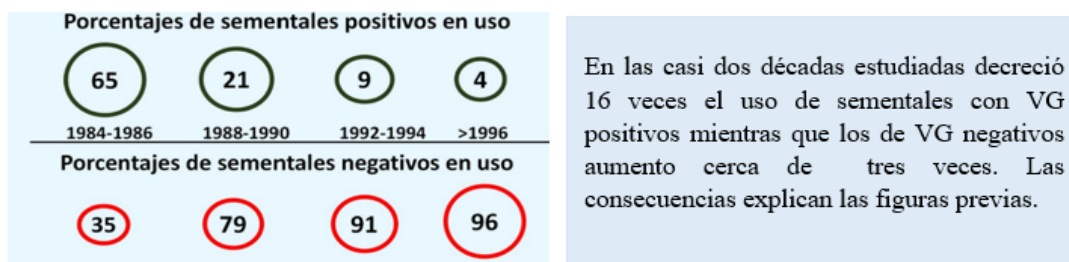 Porcentajes de sementales positivos en uso
65 21 9 4
1984-1986 1988-1990 1992-1994 >1996
Porcentajes de sementales negativos en uso
35 79 91 96
En las casi dos décadas estudiadas decreció
16 veces el uso de sementales con VG
positivos mientras que los de VG negativos
aumento cerca de tres veces. Las
consecuencias explican las figuras previas.